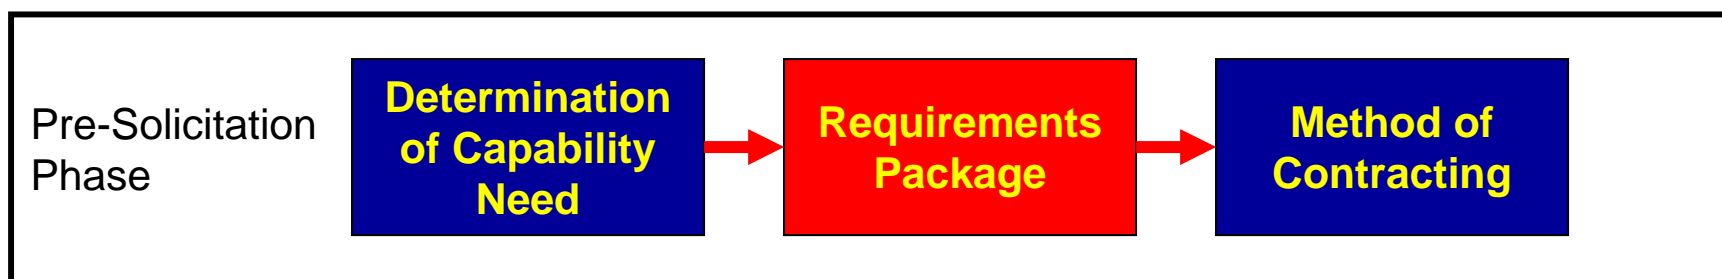 Pre-Solicitation
Phase
Determination
of Capability
Need
Requirements
Package
Method of
Contracting